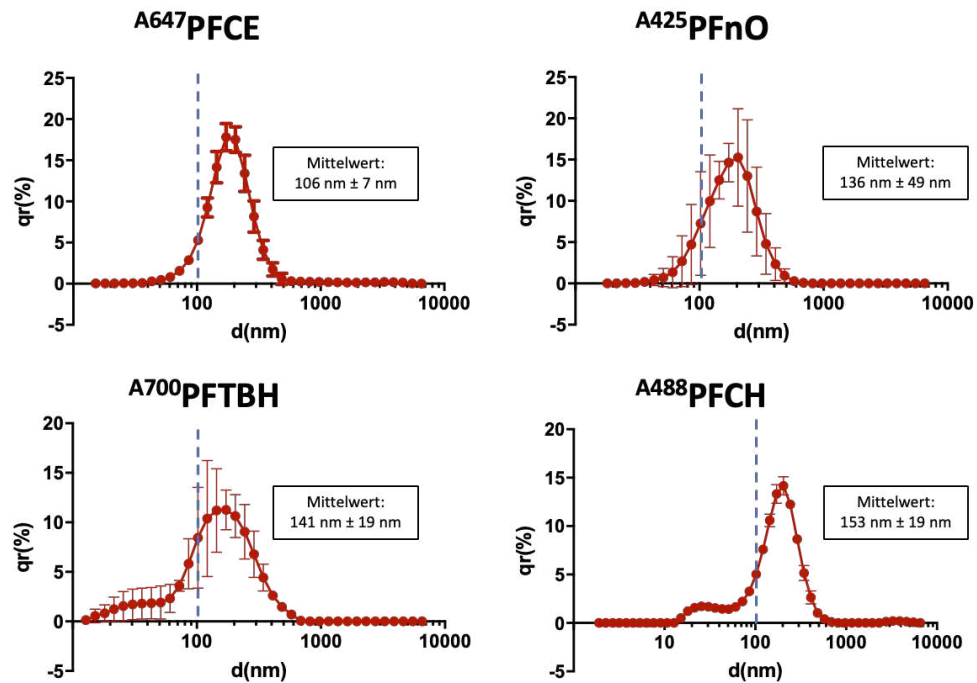 A647PFCE
25
20
15
10
5
0
-5
qr(%)
100
1000
10000
d(nm)
Mittelwert:
106 nm ± 7 nm
A425PFnO
25
20
15
10
5
0
-5
qr(%)
100
1000
10000
d(nm)
Mittelwert:
136 nm ± 49 nm
A700PFTBH
20
15
10
5
0
-5
qr(%)
100
1000
10000
d(nm)
Mittelwert:
141 nm ± 19 nm
A488PFCH
20
15
10
5
0
-5
qr(%)
10
100
1000
10000
d(nm)
Mittelwert:
153 nm ± 19 nm